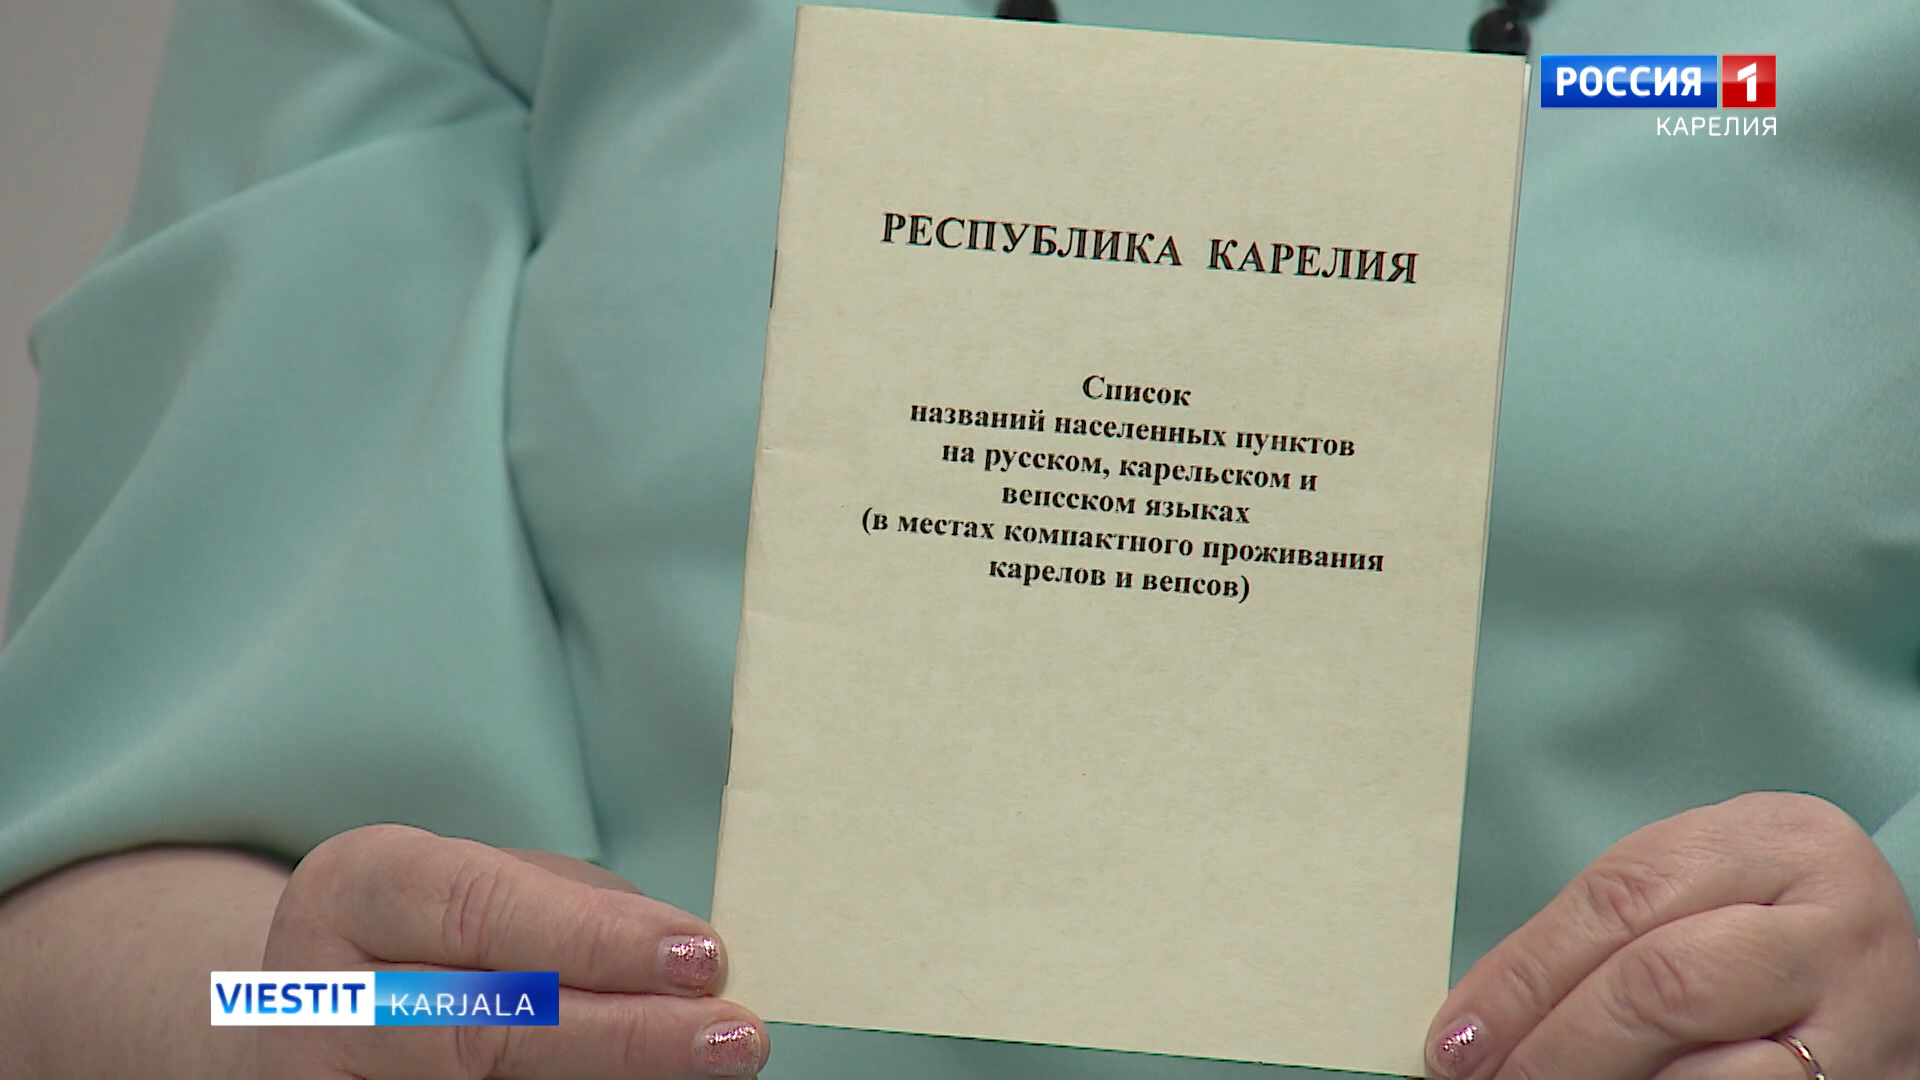 РОССИЯ 1
КАРЕЛИЯ
РЕСПУБЛИКА КАРЕЛИЯ
Список
названий населенных пунктов
на русском, карельском и
вепсском языках
(в местах компактного проживания
карелов и вепсов)
VIESTIT KARJALA